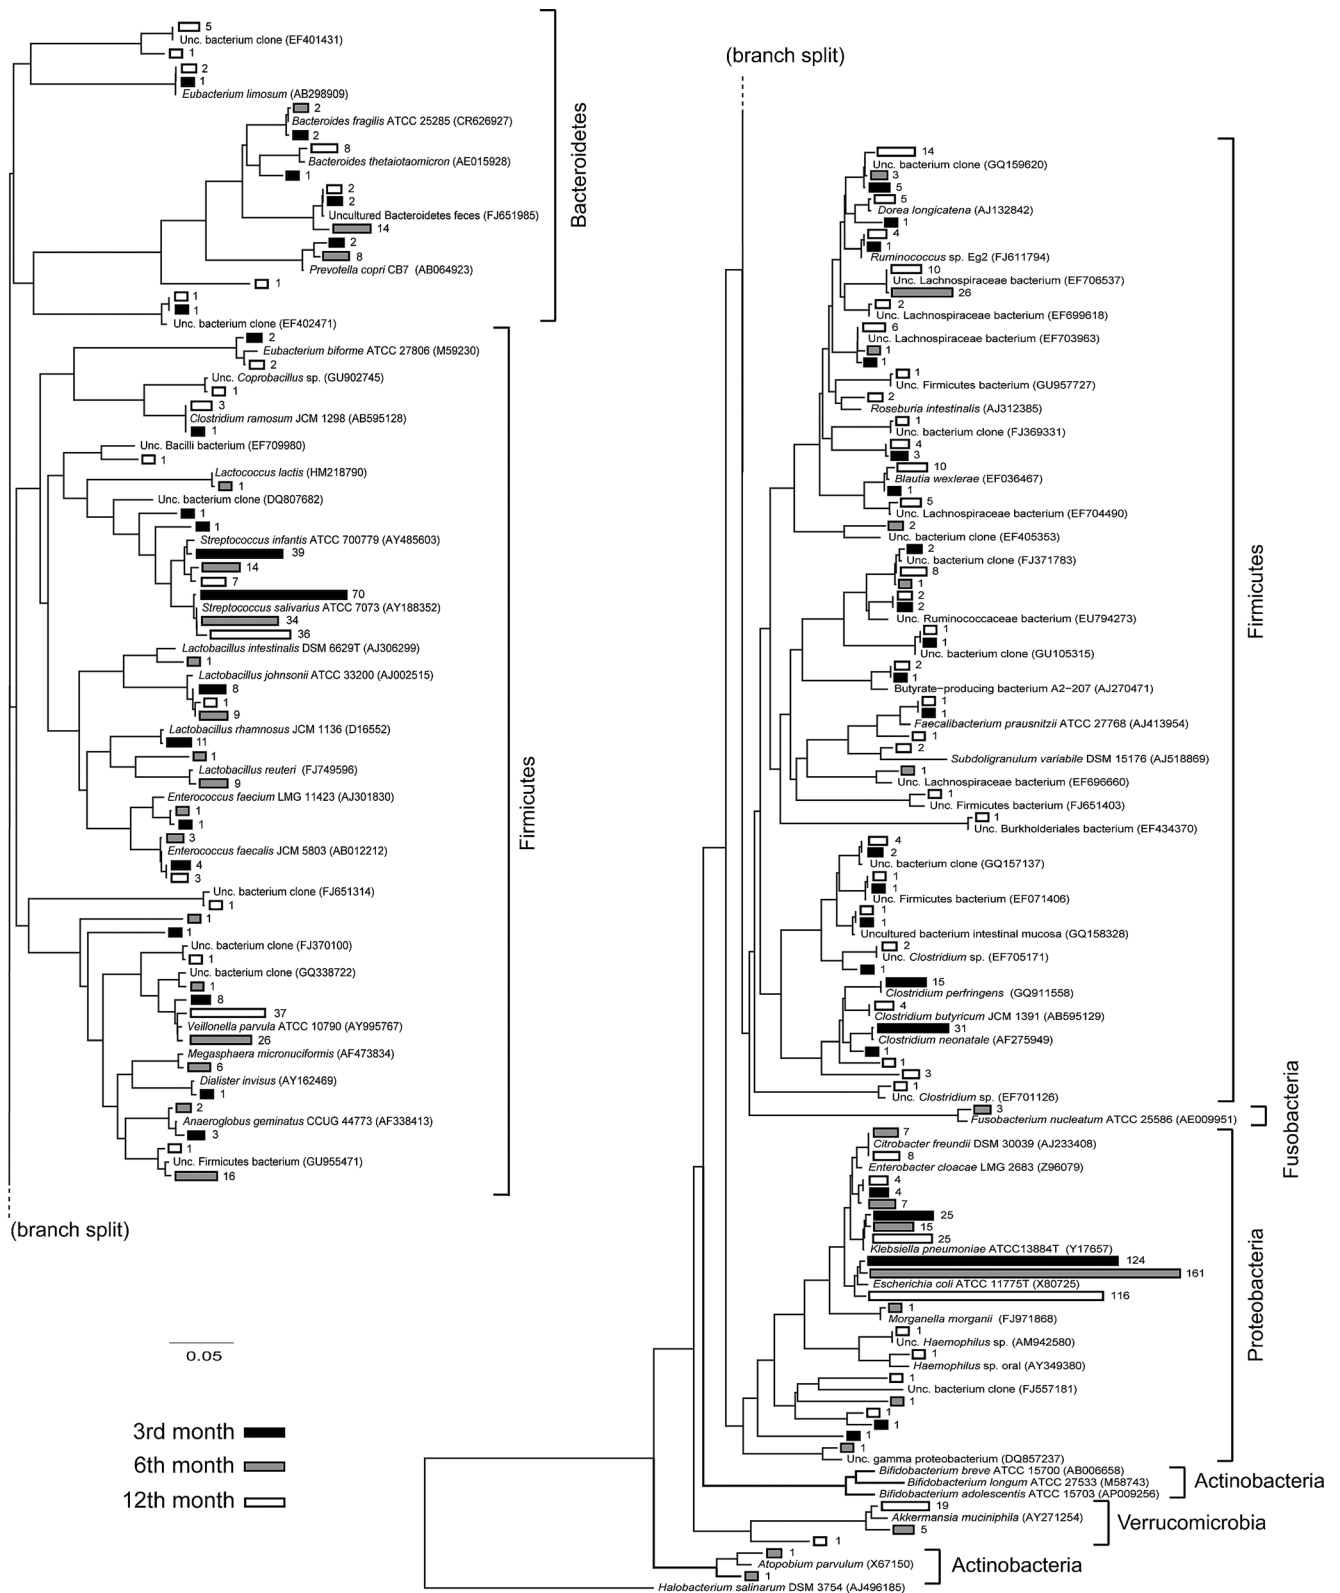 5
Unc. bacterium clone (EF401431)
1
2
1
Eubacterium limosum (AB298909)
2
Bacteroides fragilis ATCC 25285 (CR626927)
2
8
Bacteroides thetaiotaomicron (AE015928)
1
2
2
Uncultured Bacteroidetes feces (FJ651985)
14
2
8
Prevotella copri CB7 (AB064923)
1
1
1
Unc. bacterium clone (EF402471)
Bacteroidetes
2
Eubacterium biforme ATCC 27806 (M59230)
2
Unc. Coprobacillus sp. (GU902745)
1
3
Clostridium ramosum JCM 1298 (AB595128)
1
Unc. Bacilli bacterium (EF709980)
1
Lactococcus lactis (HM218790)
1
Unc. bacterium clone (DQ807682)
1
1
Streptococcus infantis ATCC 700779 (AY485603)
39
14
7
70
Streptococcus salivarius ATCC 7073 (AY188352)
34
36
Lactobacillus intestinalis DSM 6629T (AJ306299)
1
Lactobacillus johnsonii ATCC 33200 (AJ002515)
8
1
9
Lactobacillus rhamnosus JCM 1136 (D16552)
11
1
Lactobacillus reuteri (FJ749596)
9
Enterococcus faecium LMG 11423 (AJ301830)
1
1
3
Enterococcus faecalis JCM 5803 (AB012212)
4
3
Unc. bacterium clone (FJ651314)
1
1
1
Unc. bacterium clone (FJ370100)
1
Unc. bacterium clone (GQ338722)
1
8
37
Veillonella parvula ATCC 10790 (AY995767)
26
Megasphaera micronuciformis (AF473834)
6
Dialister invisus (AY162469)
1
2
Anaeroglobus geminatus CCUG 44773 (AF338413)
3
1
Unc. Firmicutes bacterium (GU955471)
16
Firmicutes
(branch split)
0.05
3rd month
6th month
12th month
(branch split)
14
Unc. bacterium clone (GQ159620)
3
5
5
Dorea longicatena (AJ132842)
1
4
1
Ruminococcus sp. Eg2 (FJ611794)
10
Unc. Lachnospiraceae bacterium (EF706537)
26
2
Unc. Lachnospiraceae bacterium (EF699618)
6
Unc. Lachnospiraceae bacterium (EF703963)
1
1
1
Unc. Firmicutes bacterium (GU957727)
2
Roseburia intestinalis (AJ312385)
1
Unc. bacterium clone (FJ369331)
4
3
10
Blautia wexlerae (EF036467)
1
5
Unc. Lachnospiraceae bacterium (EF704490)
2
Unc. bacterium clone (EF405353)
2
Unc. bacterium clone (FJ371783)
8
1
2
2
Unc. Ruminococcaceae bacterium (EU794273)
1
1
Unc. bacterium clone (GU105315)
2
1
Butyrate−producing bacterium A2−207 (AJ270471)
1
1
Faecalibacterium prausnitzii ATCC 27768 (AJ413954)
1
2
Subdoligranulum variabile DSM 15176 (AJ518869)
1
Unc. Lachnospiraceae bacterium (EF696660)
1
Unc. Firmicutes bacterium (FJ651403)
1
Unc. Burkholderiales bacterium (EF434370)
4
2
Unc. bacterium clone (GQ157137)
1
1
Unc. Firmicutes bacterium (EF071406)
1
1
Uncultured bacterium intestinal mucosa (GQ158328)
2
Unc. Clostridium sp. (EF705171)
1
15
Clostridium perfringens (GQ911558)
4
Clostridium butyricum JCM 1391 (AB595129)
31
Clostridium neonatale (AF275949)
1
1
3
1
Unc. Clostridium sp. (EF701126)
Firmicutes
3
Fusobacterium nucleatum ATCC 25586 (AE009951)
Fusobacteria
7
Citrobacter freundii DSM 30039 (AJ233408)
8
Enterobacter cloacae LMG 2683 (Z96079)
4
4
7
25
15
25
Klebsiella pneumoniae ATCC13884T (Y17657)
124
161
Escherichia coli ATCC 11775T (X80725)
116
1
Morganella morganii (FJ971868)
1
Unc. Haemophilus sp. (AM942580)
1
Haemophilus sp. oral (AY349380)
1
Unc. bacterium clone (FJ557181)
1
1
1
1
1
Unc. gamma proteobacterium (DQ857237)
Proteobacteria
Bifidobacterium breve ATCC 15700 (AB006658)
Bifidobacterium longum ATCC 27533 (M58743)
Bifidobacterium adolescentis ATCC 15703 (AP009256)
Actinobacteria
19
Akkermansia muciniphila (AY271254)
5
1
Verrucomicrobia
1
Atopobium parvulum (X67150)
1
Actinobacteria
Halobacterium salinarum DSM 3754 (AJ496185)